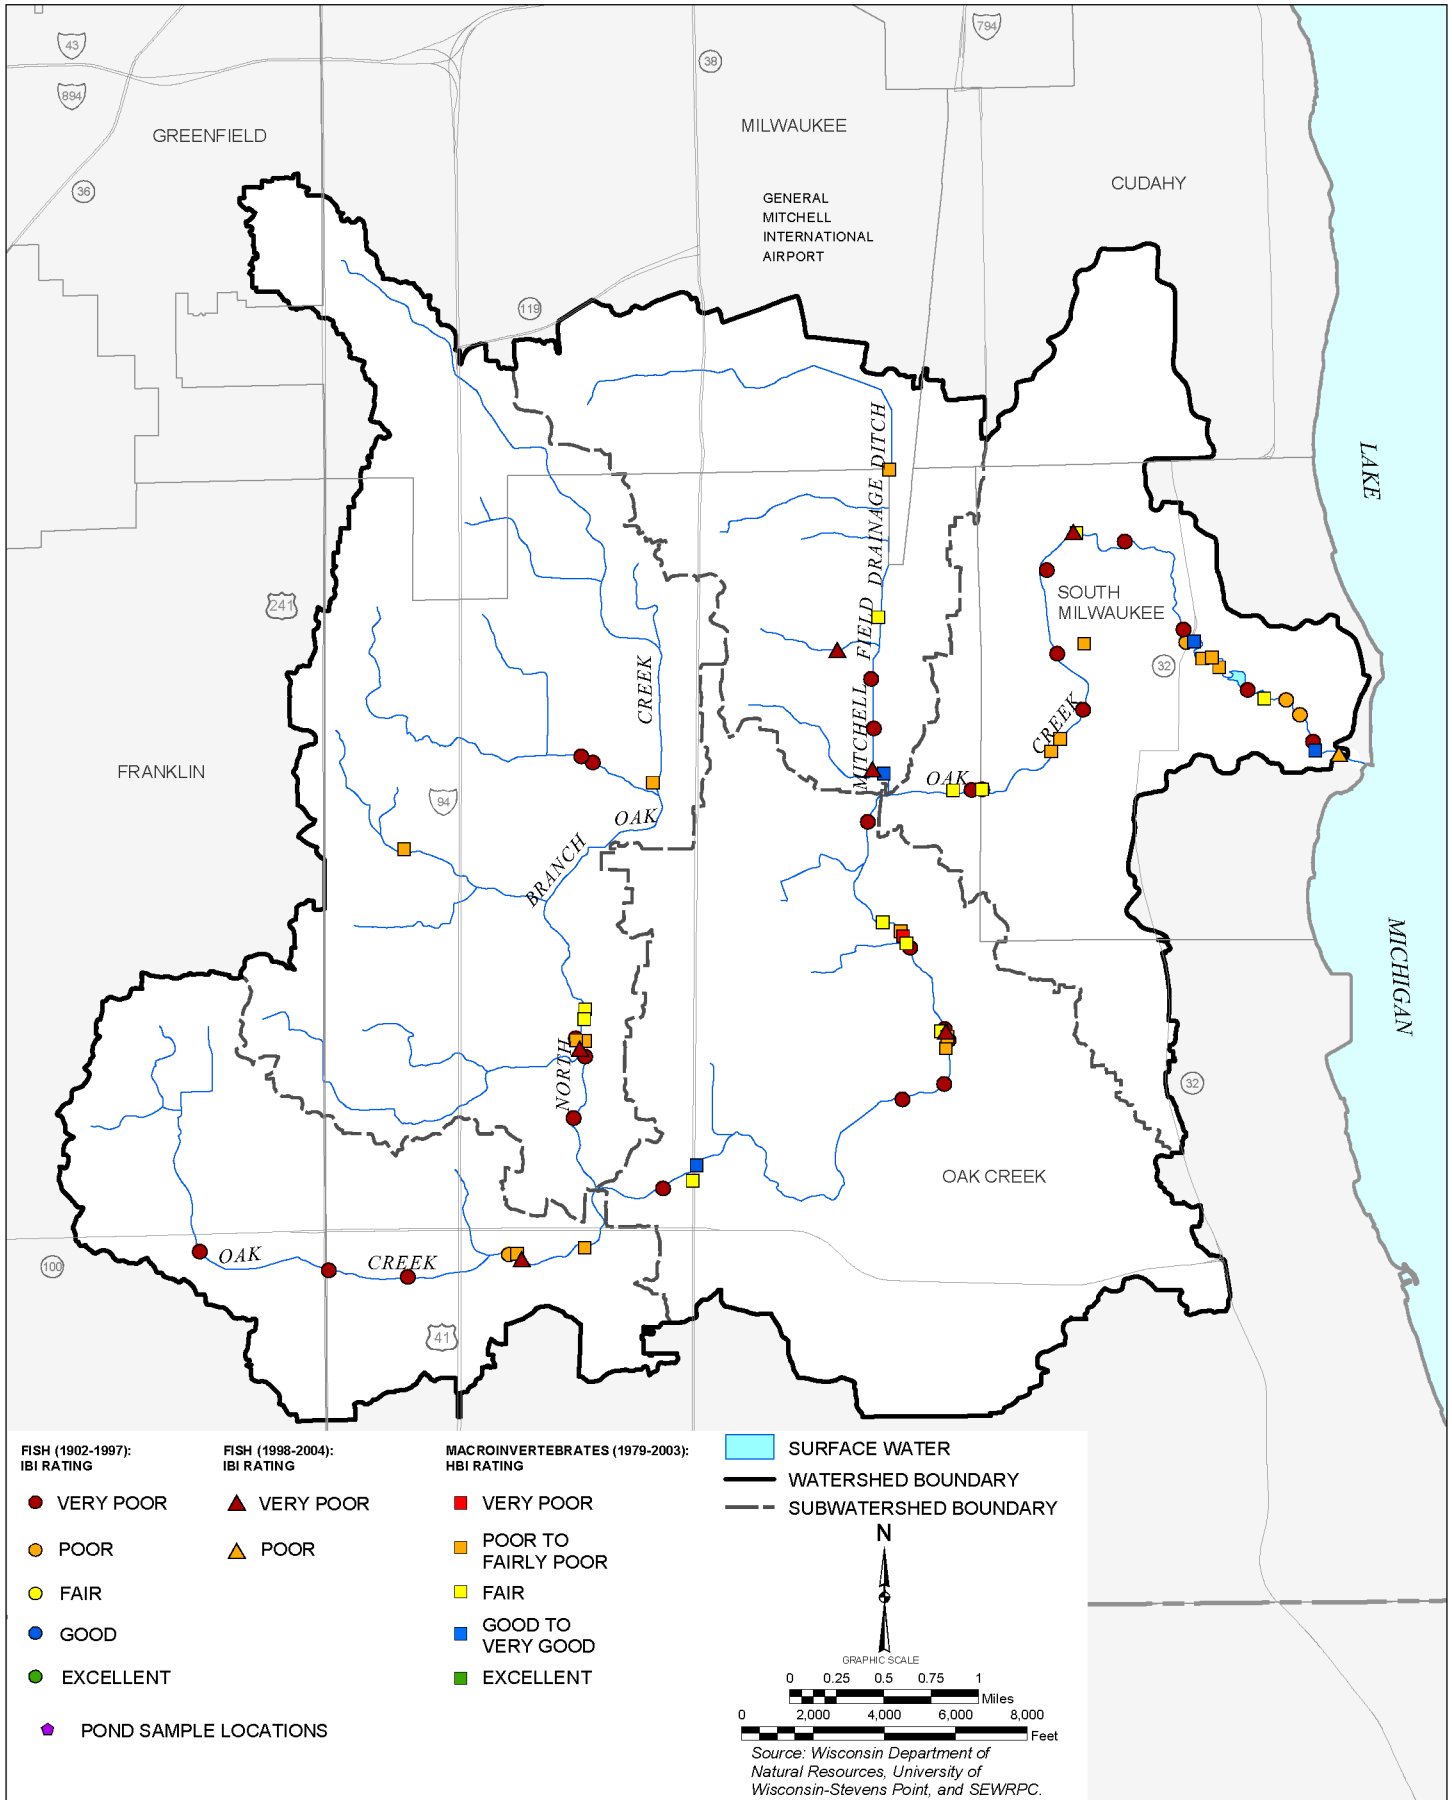 43
794
38
894
MILWAUKEE
GREENFIELD
CUDAHY
36
GENERAL
MITCHELL
INTERNATIONAL
AIRPORT
119
LAKE
MITCHELL FIELD DRAINAGE DITCH
241
SOUTH
MILWAUKEE
32
CREEK
CREEK
FRANKLIN
OAK
94
OAK
BRANCH
MICHIGAN
NORTH
32
OAK CREEK
OAK
CREEK
100
41
FISH (1902-1997):
IBI RATING
VERY POOR
POOR
FAIR
GOOD
EXCELLENT
POND SAMPLE LOCATIONS
FISH (1998-2004):
IBI RATING
VERY POOR
POOR
MACROINVERTEBRATES (1979-2003):
HBI RATING
VERY POOR
POOR TO
FAIRLY POOR
FAIR
GOOD TO
VERY GOOD
EXCELLENT
SURFACE WATER
WATERSHED BOUNDARY
SUBWATERSHED BOUNDARY
N
GRAPHIC SCALE
0 0.25 0.5 0.75 1
Miles
0 2,000 4,000 6,000 8,000
Feet
Source: Wisconsin Department of
Natural Resources, University of
Wisconsin-Stevens Point, and SEWRPC.